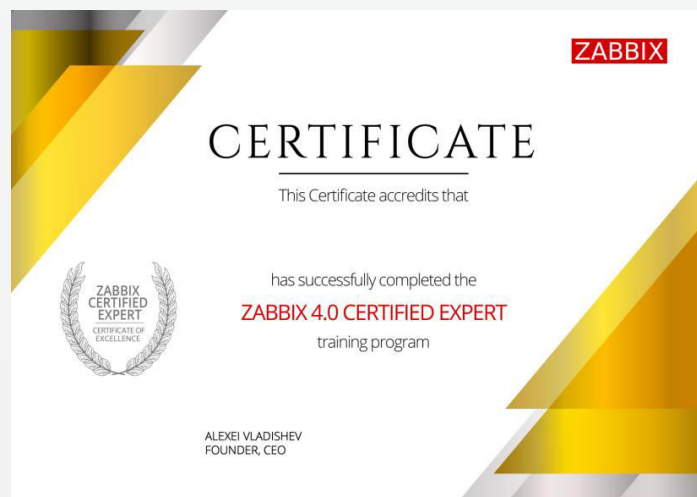 ZABBIX
CERTIFICATE
This Certificate accredits that
has successfully completed the
ZABBIX 4.0 CERTIFIED EXPERT
training program
ZABBIX
CERTIFIED
EXPERT
CERTIFICATE OF
EXCELLENCE
ALEXEI VLADISHEV
FOUNDER, CEO